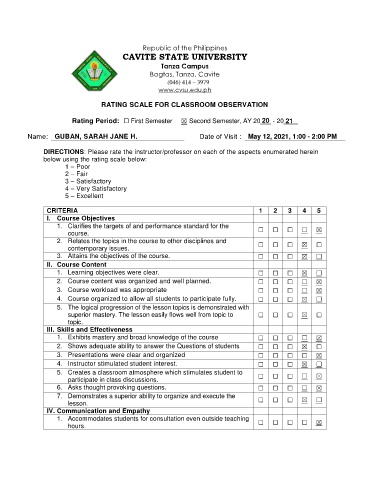 Republic of the Philippines
CAVITE STATE UNIVERSITY
Tanza Campus
Bagtas, Tanza, Cavite
(046) 414 – 3979
www.cvsu.edu.ph
RATING SCALE FOR CLASSROOM OBSERVATION
Rating Period: ☐ First Semester ☒ Second Semester, AY 20 20 - 20 21
Name: GUBAN, SARAH JANE H. Date of Visit : May 12, 2021, 1:00 - 2:00 PM
DIRECTIONS: Please rate the instructor/professor on each of the aspects enumerated herein
below using the rating scale below:
1 – Poor
2 – Fair
3 – Satisfactory
4 – Very Satisfactory
5 – Excellent
CRITERIA 1 2 3 4 5
I. Course Objectives
1. Clarifies the targets of and performance standard for the
course. ☐ ☐ ☐ ☐ ☒
2. Relates the topics in the course to other disciplines and
contemporary issues. ☐ ☐ ☐ ☒ ☐
3. Attains the objectives of the course. ☐ ☐ ☐ ☒ ☐
II. Course Content
1. Learning objectives were clear. ☐ ☐ ☐ ☒ ☐
2. Course content was organized and well planned. ☐ ☐ ☐ ☐ ☒
3. Course workload was appropriate ☐ ☐ ☐ ☐ ☒
4. Course organized to allow all students to participate fully. ☐ ☐ ☐ ☒ ☐
5. The logical progression of the lesson topics is demonstrated with
superior mastery. The lesson easily flows well from topic to
topic. ☐ ☐ ☐ ☒ ☐
III. Skills and Effectiveness
1. Exhibits mastery and broad knowledge of the course ☐ ☐ ☐ ☐ ☒
2. Shows adequate ability to answer the Questions of students ☐ ☐ ☐ ☒ ☐
3. Presentations were clear and organized ☐ ☐ ☐ ☐ ☒
4. Instructor stimulated student interest. ☐ ☐ ☐ ☒ ☐
5. Creates a classroom atmosphere which stimulates student to
participate in class discussions. ☐ ☐ ☐ ☐ ☒
6. Asks thought provoking questions. ☐ ☐ ☐ ☐ ☒
7. Demonstrates a superior ability to organize and execute the
lesson. ☐ ☐ ☐ ☒ ☐
IV. Communication and Empathy
1. Accommodates students for consultation even outside teaching
hours. ☐ ☐ ☐ ☐ ☒